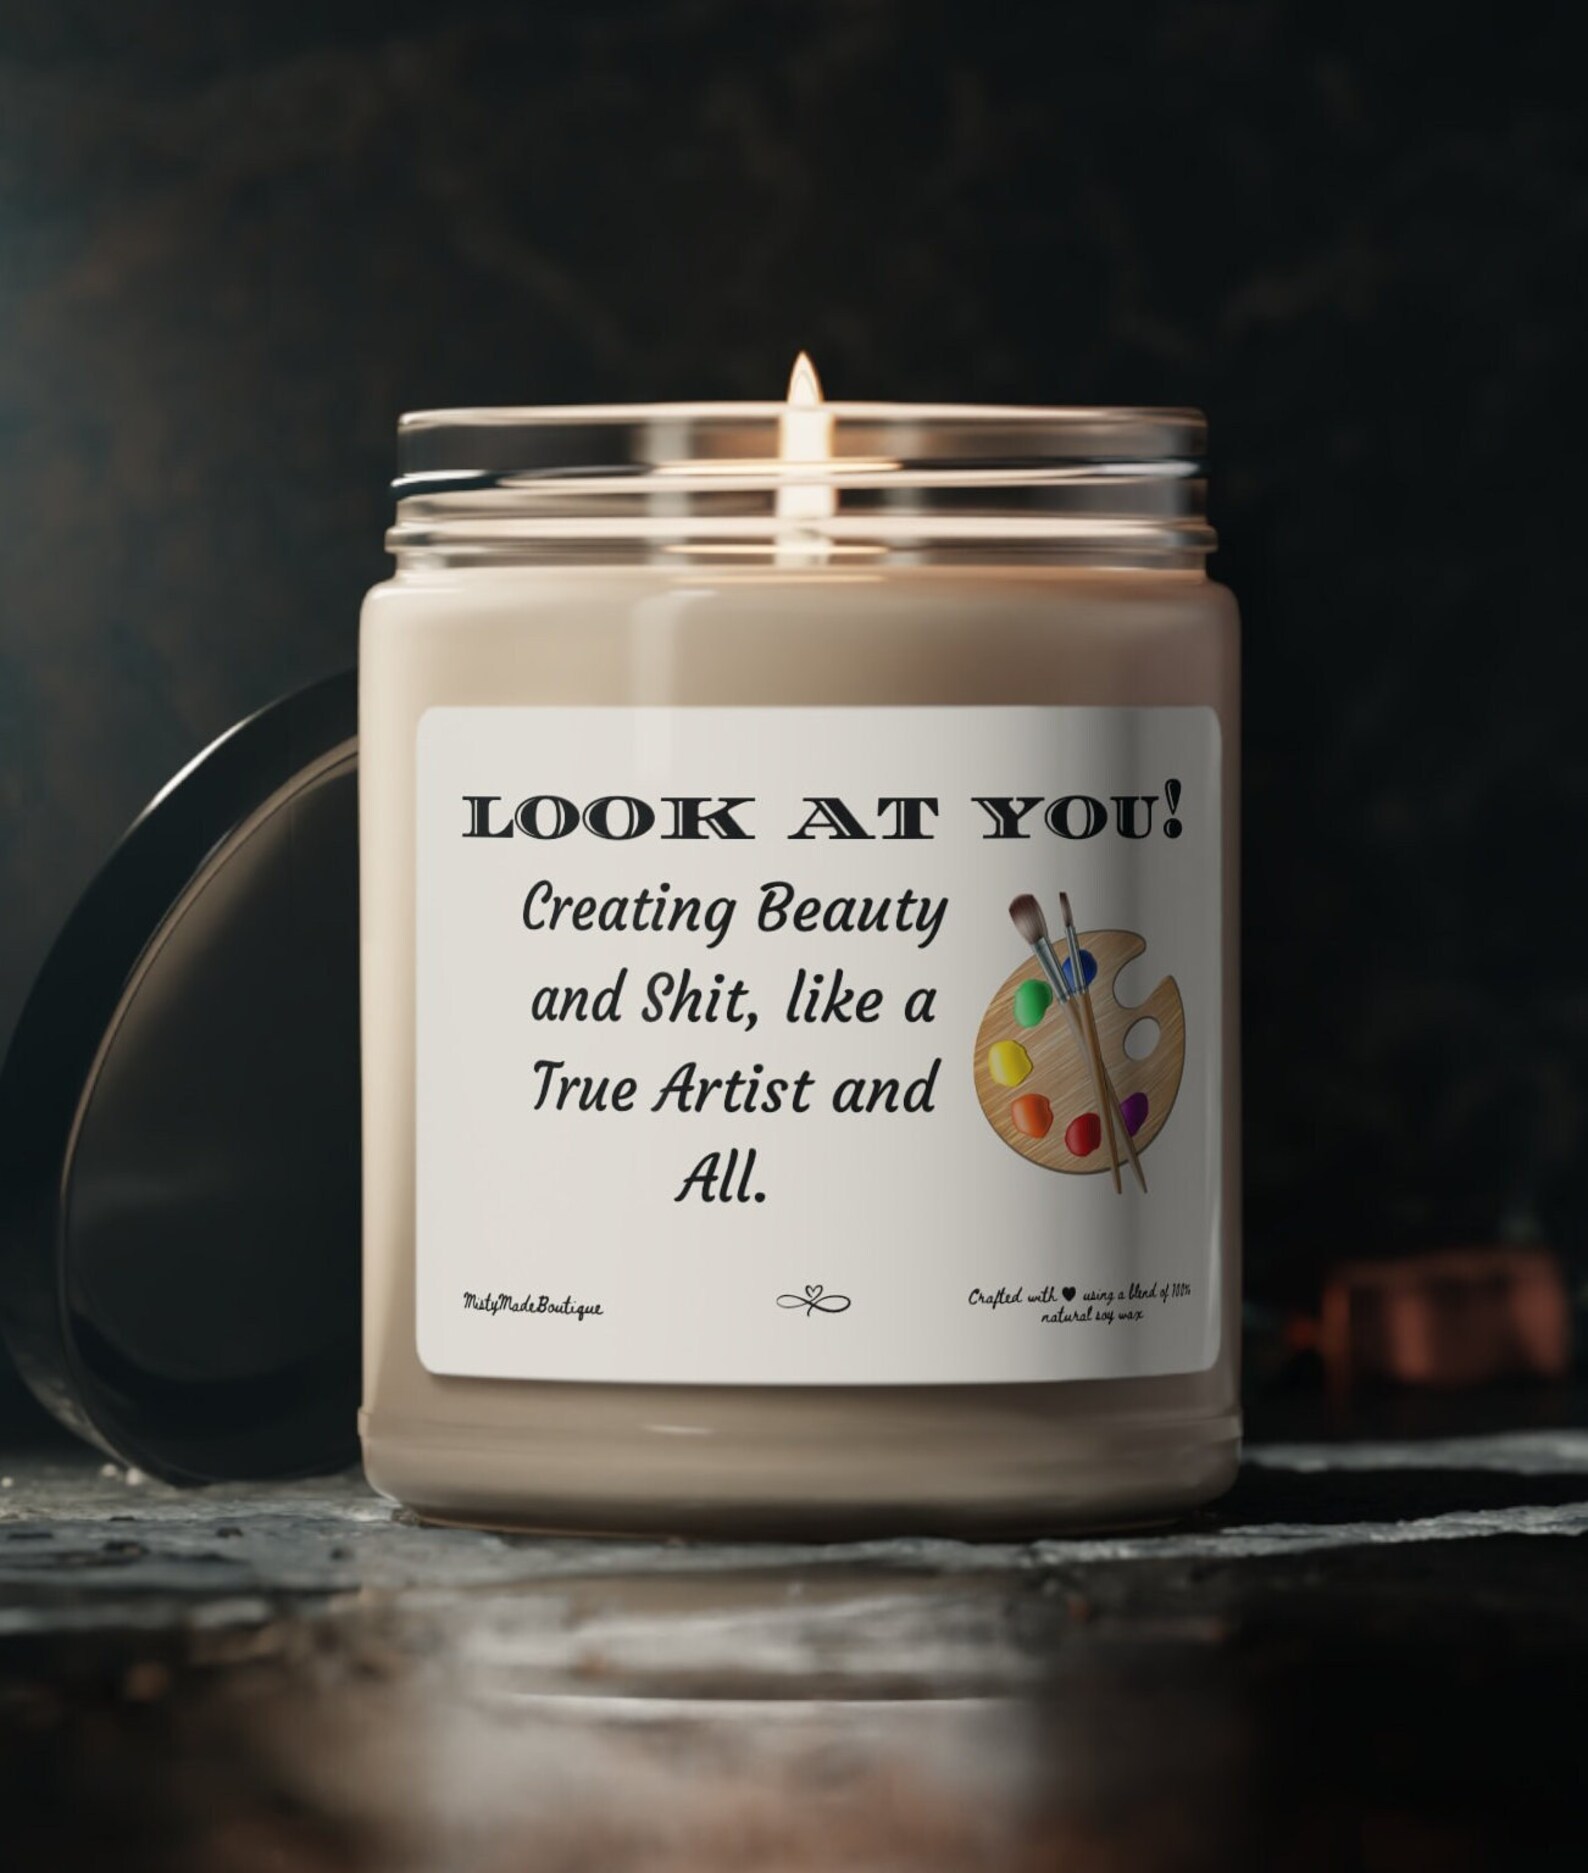 LOOK AT YOU!
Creating Beauty
and Shit, like a
True Artist and
All.
MistyMadeBoutique
Crafted with ♥ using a blend of 100%
natural soy wax